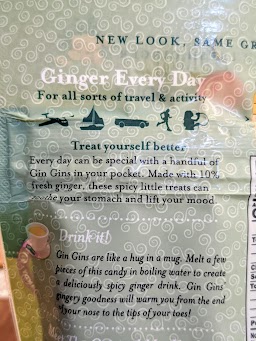 NEW LOOK, SAME GR
Ginger Every Day
For all sorts of travel & activity
Treat yourself better
Every day can be special with a handful of
Gin Gins in your pocket. Made with 10%
fresh ginger, these spicy little treats can
your stomach and lift your mood
Drink it!
Gin Gins are like a hug in a mug. Melt a few
pieces of this candy in boiling water to create
a deliciously spicy ginger drink. Gin Gins'
gingery goodness will warm you from the end
of your nose to the tips of your toes!